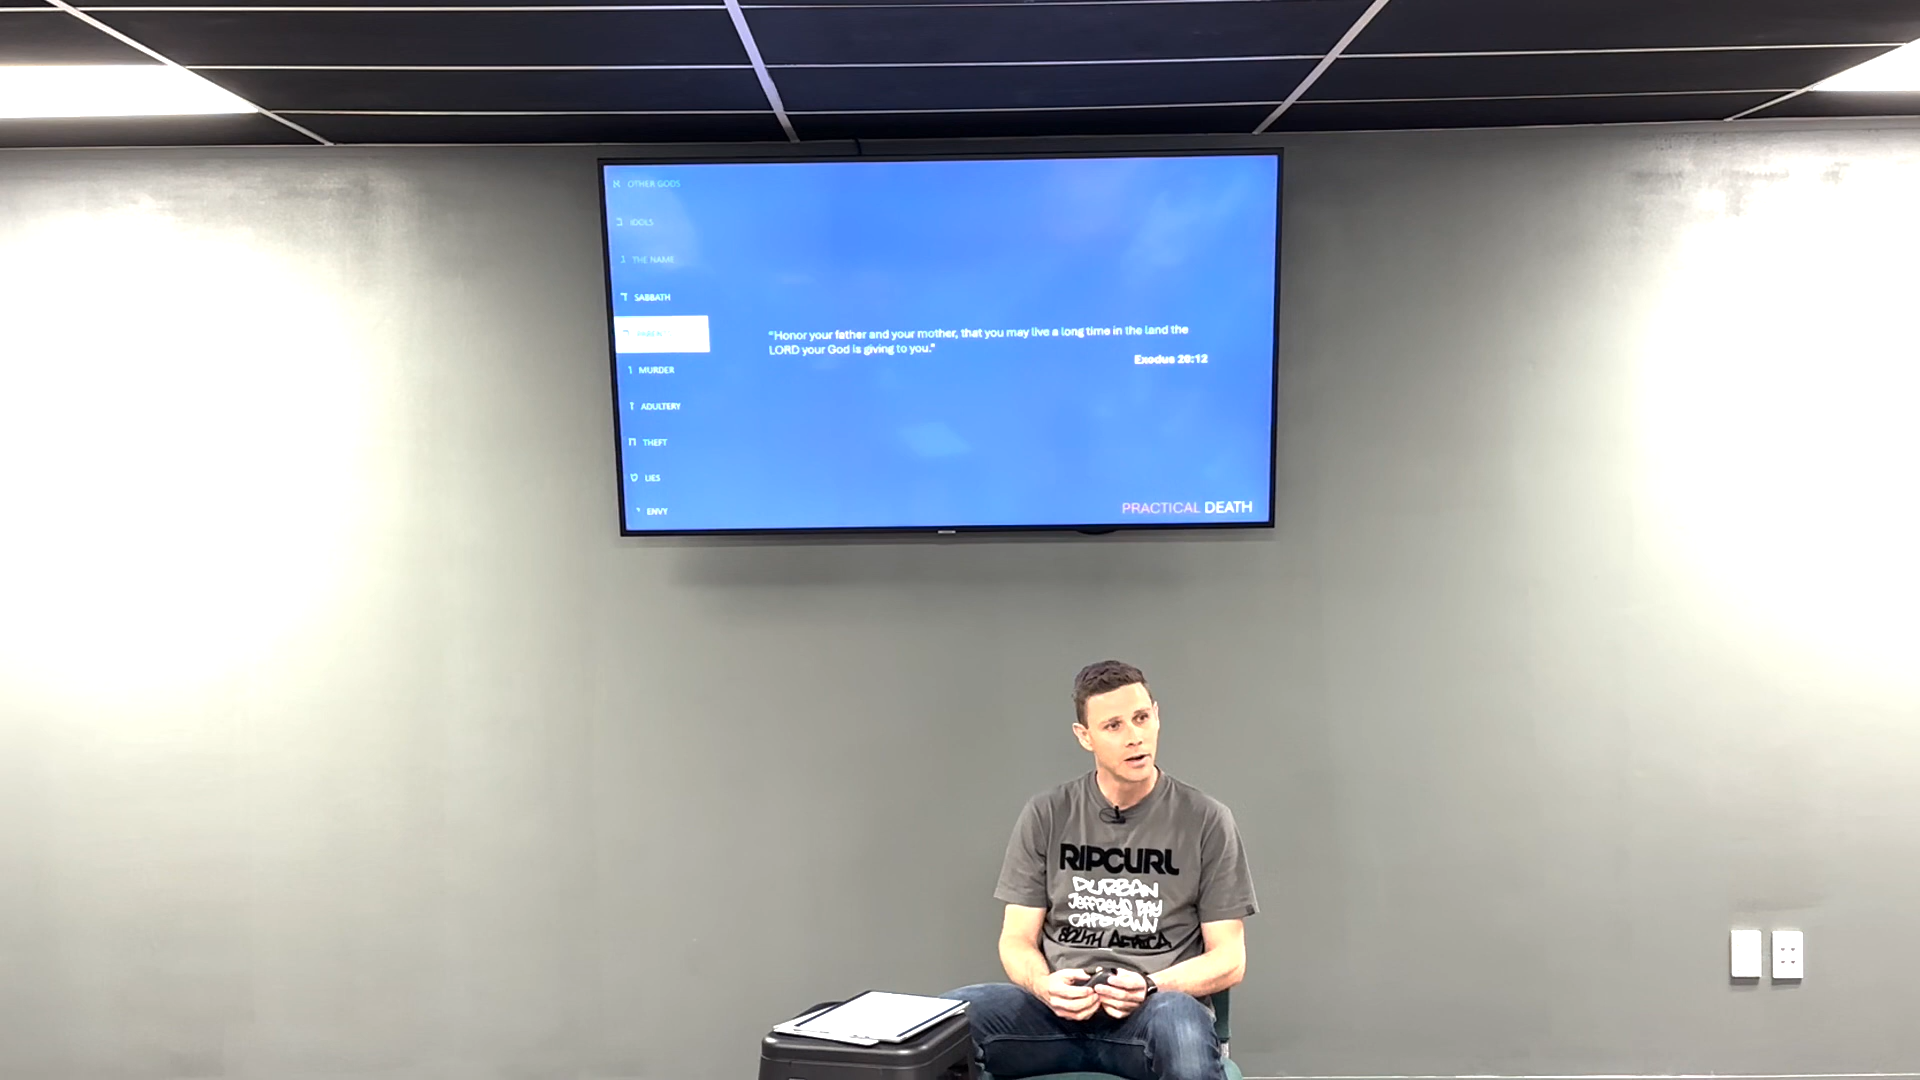 א OTHER GODS
ב IDOLS
ג THE NAME
ד SABBATH
ה PARENT
ו MURDER
ז ADULTERY
ח THEFT
ט LIES
י ENVY
"Honor your father and your mother, that you may live a long time in the land the
LORD your God is giving to you."
Exodus 20:12
PRACTICAL DEATH
RIPCURL
DURBAN
JEFFREYS BAY
CAPETOWN
SOUTH AFRICA